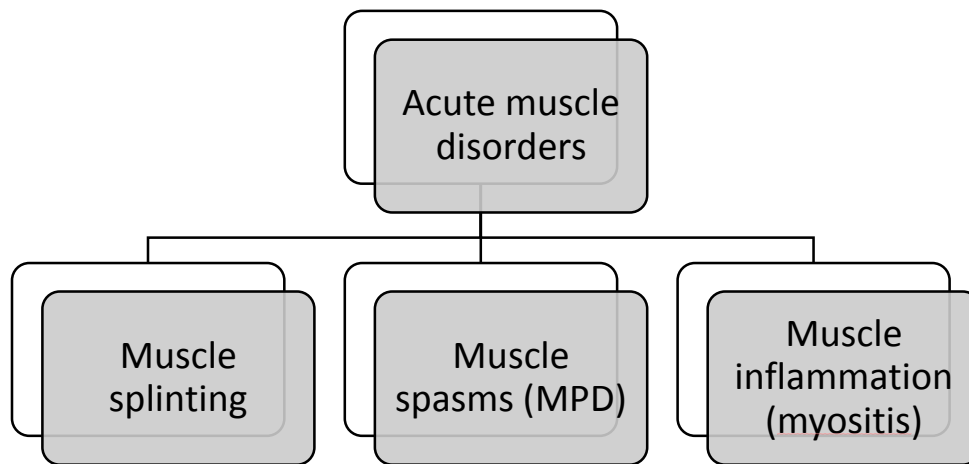 Acute muscle
disorders
Muscle
splinting
Muscle
spasms (MPD)
Muscle
inflammation
(myositis)